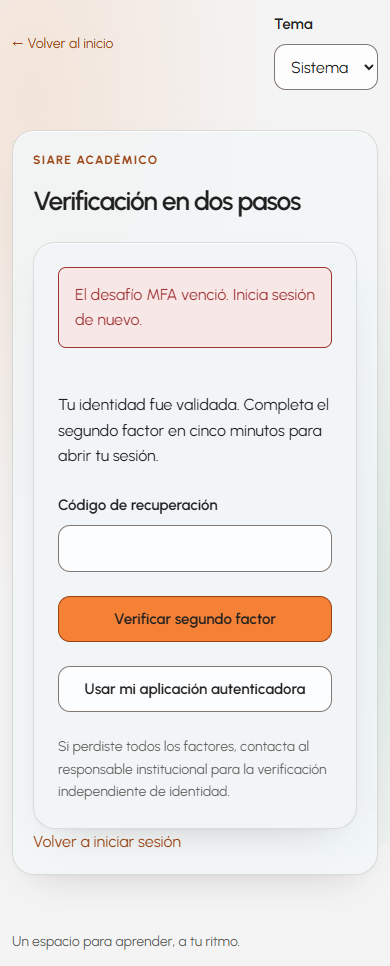 Tema
← Volver al inicio
Sistema
SIARE ACADÉMICO
Verificación en dos pasos
El desafío MFA venció. Inicia sesión
de nuevo.
Tu identidad fue validada. Completa el
segundo factor en cinco minutos para
abrir tu sesión.
Código de recuperación
Verificar segundo factor
Usar mi aplicación autenticadora
Si perdiste todos los factores, contacta al
responsable institucional para la verificación
independiente de identidad.
Volver a iniciar sesión
Un espacio para aprender, a tu ritmo.